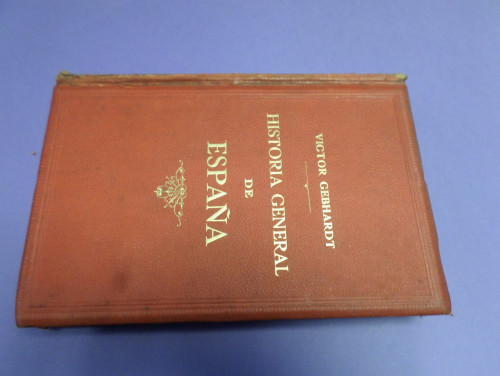 VICTOR GEBHARDT
HISTORIA GENERAL
DE
ESPAÑA